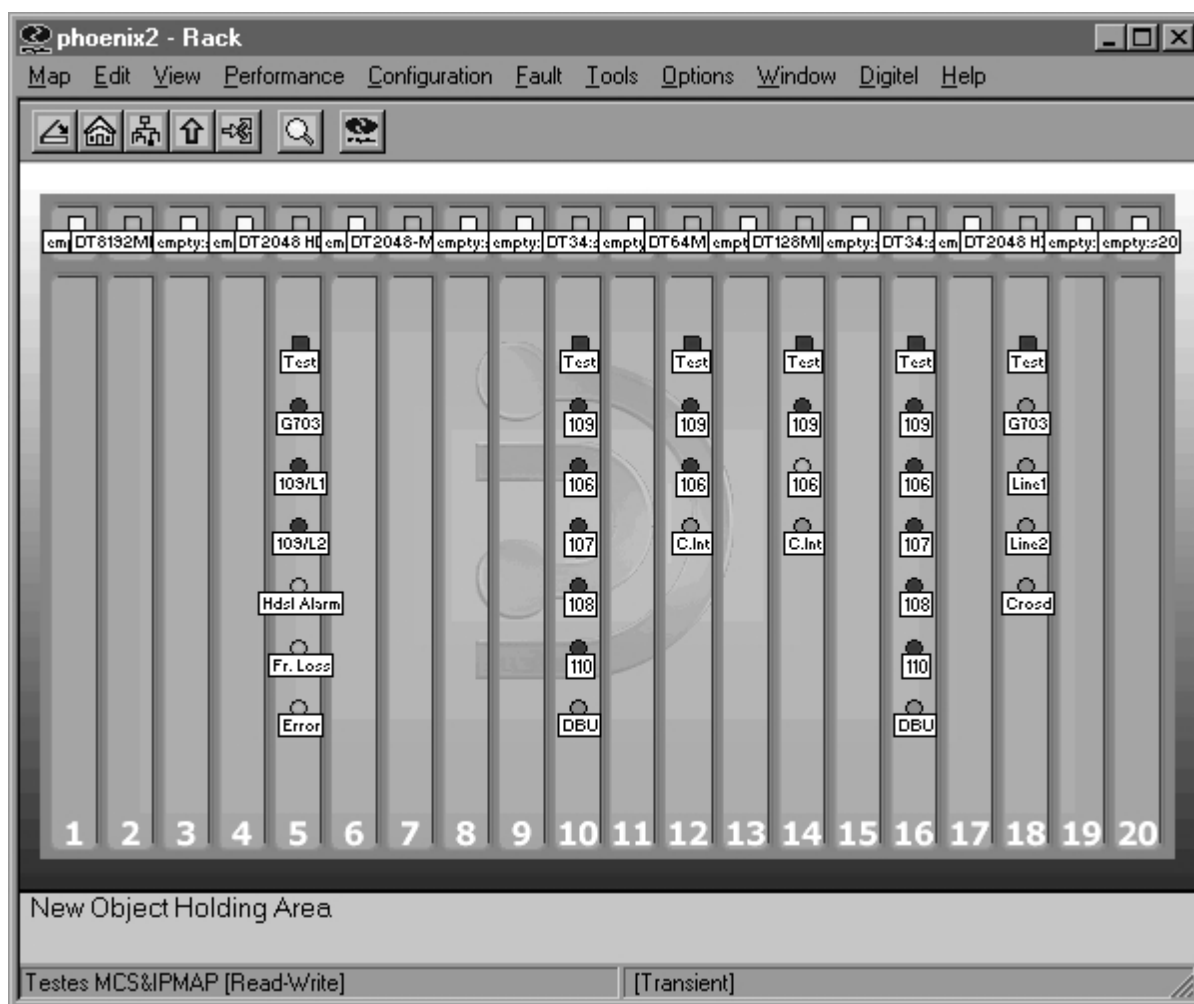 phoenix2 - Rack
Map Edit View Performance Configuration Fault Tools Options Window Digitel Help
em DT8192MI empty:s em DT2048 HI em DT2048-M empty:s empty: DT34:s empty DT64M empt DT128MI empty:s DT34:s em DT2048 H: empty: empty:s20
Test Test Test Test Test Test
G703 109 109 109 109 G703
109/L1 106 106 106 106 Line1
109/L2 107 C.Int C.Int 107 Line2
Hdsl Alarm 108 108 Crosd
Fr. Loss 110 110
Error DBU DBU
1 2 3 4 5 6 7 8 9 10 11 12 13 14 15 16 17 18 19 20
New Object Holding Area
Testes MCS&IPMAP [Read-Write] [Transient]